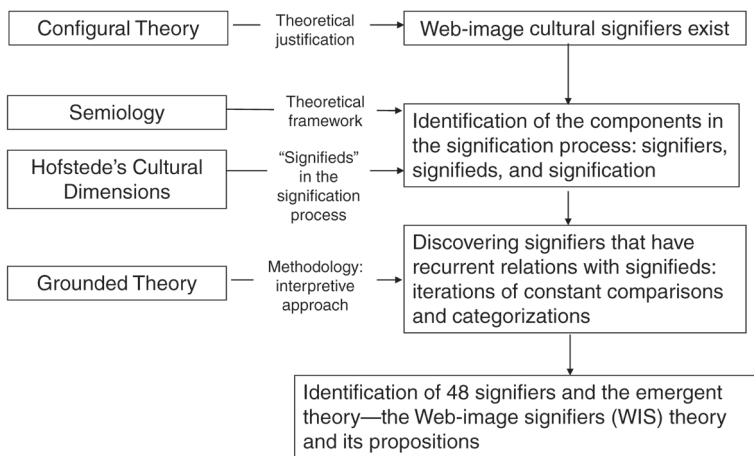 Configural Theory
Theoretical
justification
Web-image cultural signifiers exist
Semiology
Theoretical
framework
Identification of the components in
the signification process: signifiers,
signifieds, and signification
Hofstede's Cultural
Dimensions
“Signifieds”
in the
signification
process
Grounded Theory
Methodology:
interpretive
approach
Discovering signifiers that have
recurrent relations with signifieds:
iterations of constant comparisons
and categorizations
Identification of 48 signifiers and the emergent
theory—the Web-image signifiers (WIS) theory
and its propositions